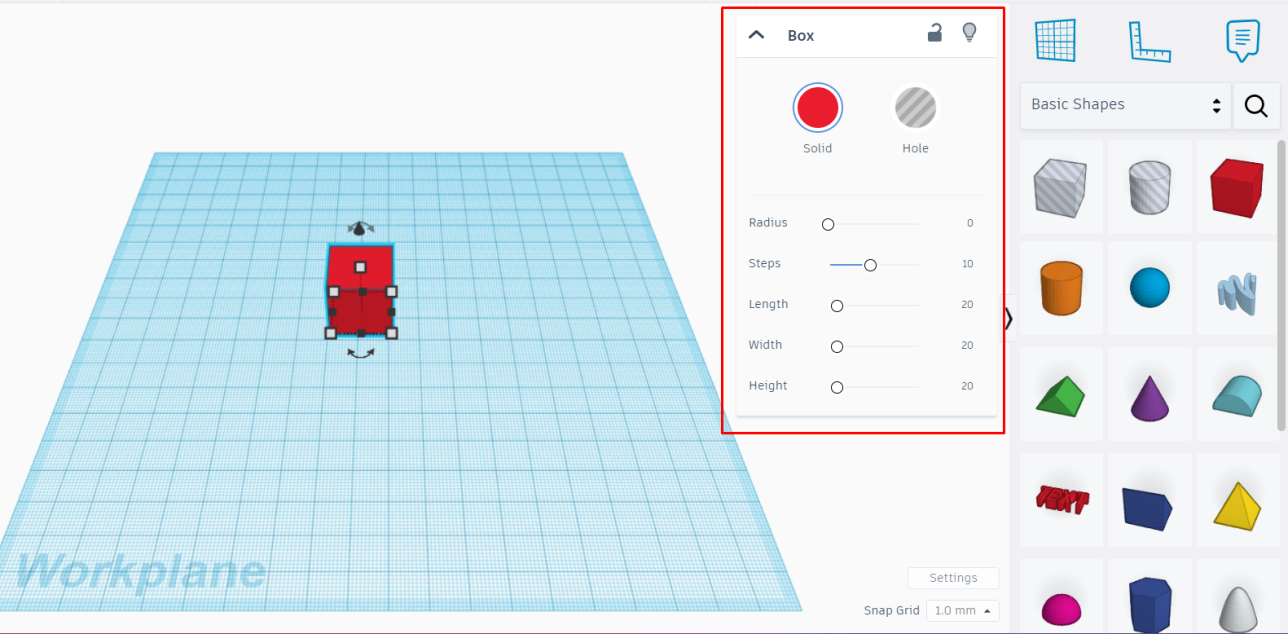 Box
Solid
Hole
Radius 0
Steps 10
Length 20
Width 20
Height 20
Basic Shapes
TEXT
Workplane
Settings
Snap Grid 1.0 mm